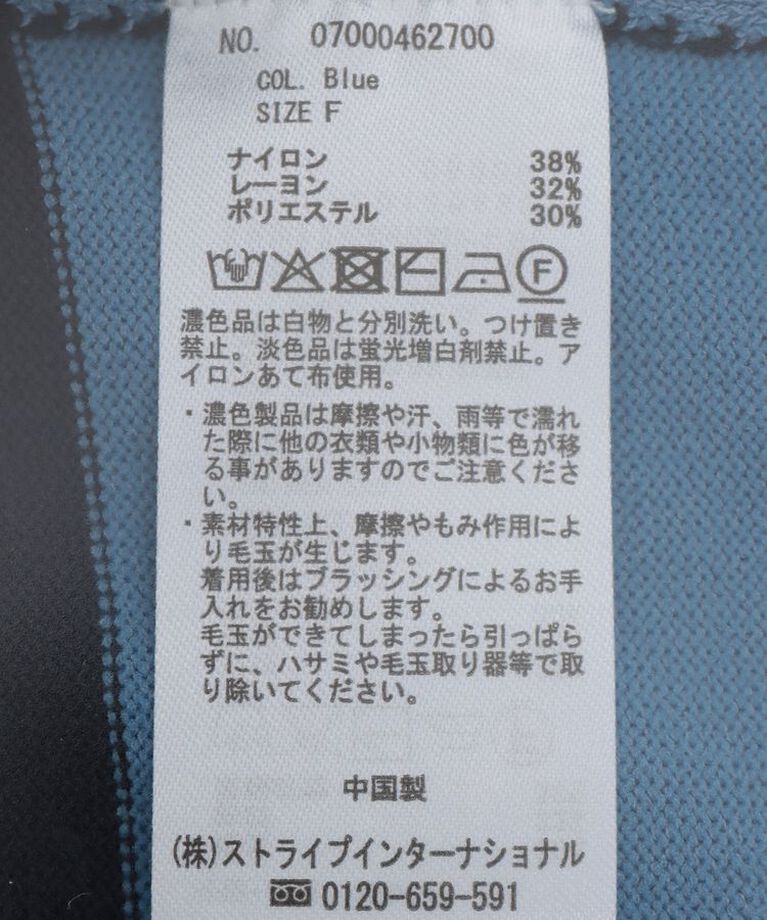 NO. 07000462700
COL. Blue
SIZE F
ナイロン 38%
レーヨン 32%
ポリエステル 30%
F
濃色品は白物と分別洗い。つけ置き
禁止。淡色品は蛍光増白剤禁止。ア
イロンあて布使用。
・濃色製品は摩擦や汗、雨等で濡れ
た際に他の衣類や小物類に色が移
る事がありますのでご注意くださ
い。
・素材特性上、摩擦やもみ作用によ
り毛玉が生じます。
着用後はブラッシングによるお手
入れをお勧めします。
毛玉ができてしまったら引っぱら
ずに、ハサミや毛玉取り器等で取
り除いてください。
中国製
(株)ストライプインターナショナル
0120-659-591